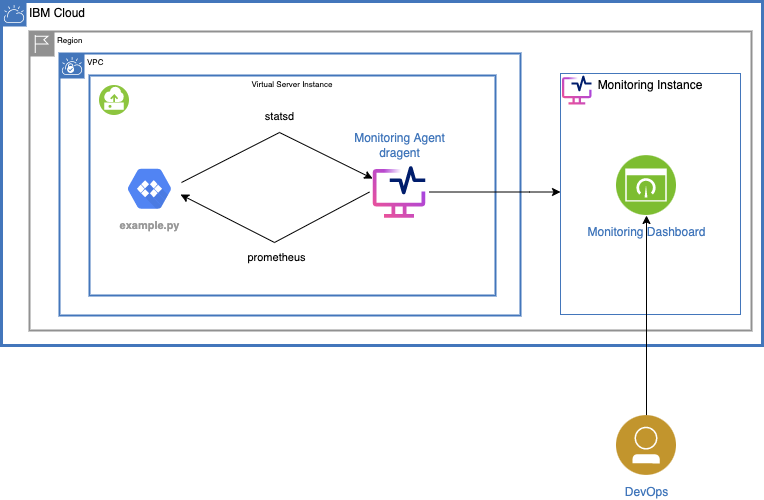 IBM Cloud
Region
VPC
Virtual Server Instance
statsd
Monitoring Agent
dragent
example.py
prometheus
Monitoring Instance
Monitoring Dashboard
DevOps